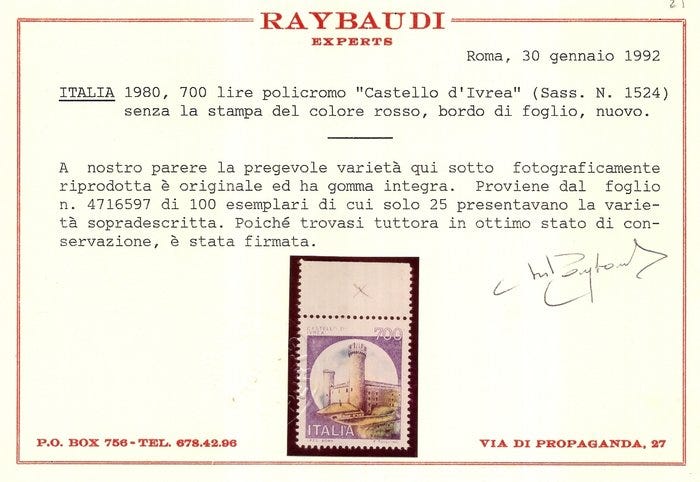 RAYBAUDI
EXPERTS
Roma, 30 gennaio 1992
ITALIA 1980, 700 lire policromo "Castello d'Ivrea" (Sass. N. 1524)
senza la stampa del colore rosso, bordo di foglio, nuovo.
A nostro parere la pregevole varietà qui sotto fotograficamente
riprodotta è originale ed ha gomma integra. Proviene dal foglio
n. 4716597 di 100 esemplari di cui solo 25 presentavano la varie-
tà sopradescritta. Poiché trovasi tuttora in ottimo stato di con-
servazione, è stata firmata.
X
CASTELLO DI
IVREA
700
ITALIA
P.O. BOX 756-TEL. 678.42.96
VIA DI PROPAGANDA, 27